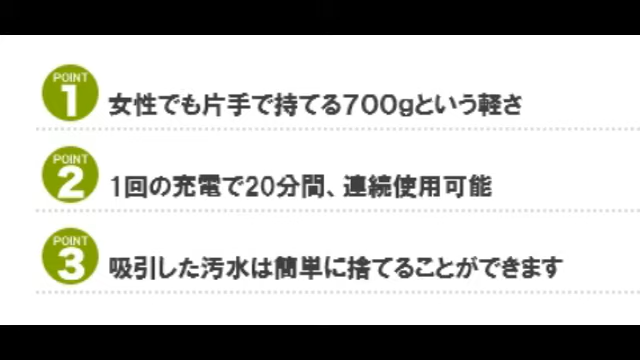 POINT
1
女性でも片手で持てる700gという軽さ
POINT
2
1回の充電で20分間、連続使用可能
POINT
3
吸引した汚水は簡単に捨てることができます